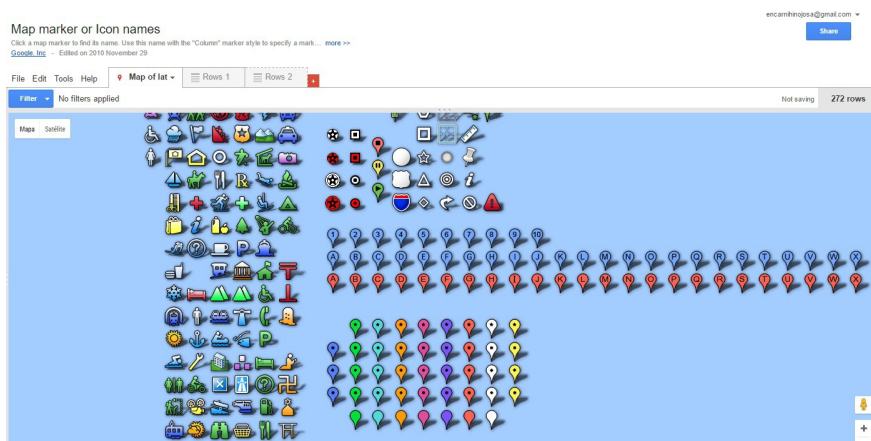 encarnihinojosa@gmail.com
Map marker or Icon names
Share
Click a map marker to find its name. Use this name with the "Column" marker style to specify a mark... more >>
Google, Inc - Edited on 2010 November 29
File Edit Tools Help Map of lat Rows 1 Rows 2 +
Filter No filters applied Not saving 272 rows
Mapa Satélite
1 2 3 4 5 6 7 8 9 10
A B C D E F G H I J K L M N O P Q R S T U V W X
A B C D E F G H I J K L M N O P Q R S T U V W X